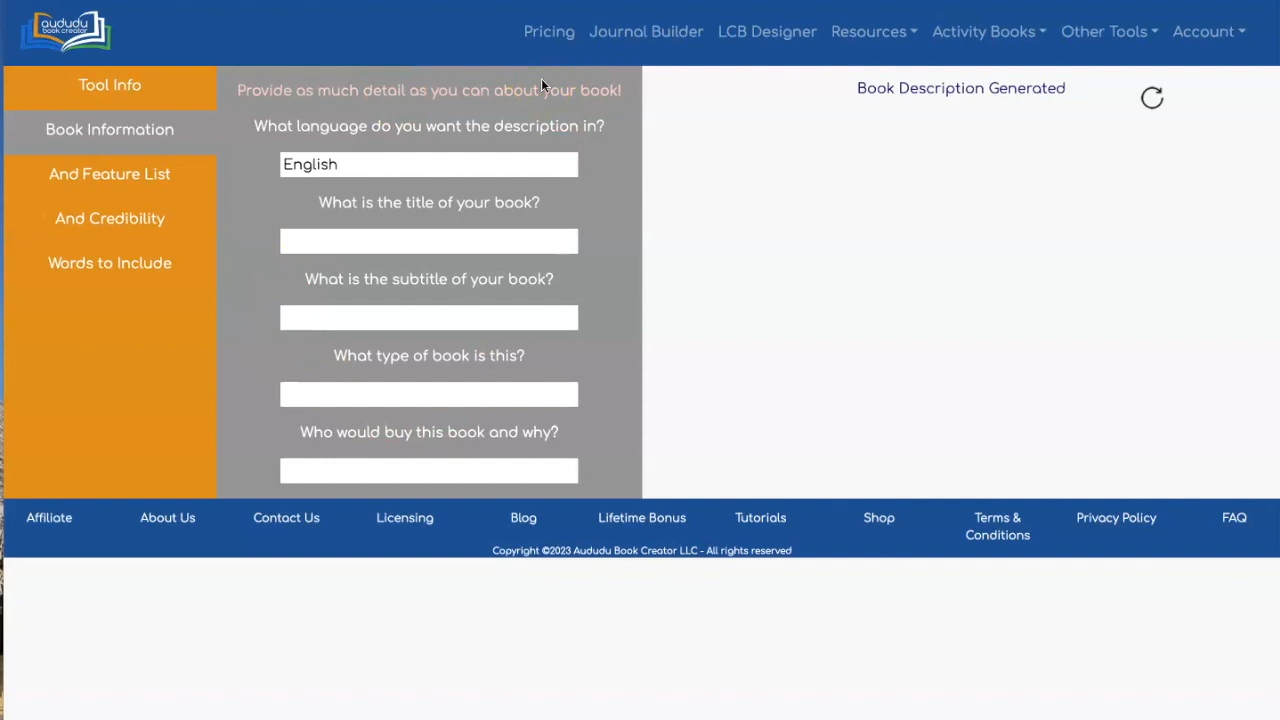 aududu
book creator
Pricing
Journal Builder
LCB Designer
Resources
Activity Books
Other Tools
Account
Tool Info
Book Information
And Feature List
And Credibility
Words to Include
Provide as much detail as you can about your book!
What language do you want the description in?
English
What is the title of your book?
What is the subtitle of your book?
What type of book is this?
Who would buy this book and why?
Book Description Generated
Affiliate
About Us
Contact Us
Licensing
Blog
Lifetime Bonus
Tutorials
Shop
Terms &
Conditions
Privacy Policy
FAQ
Copyright ©2023 Aududu Book Creator LLC - All rights reserved